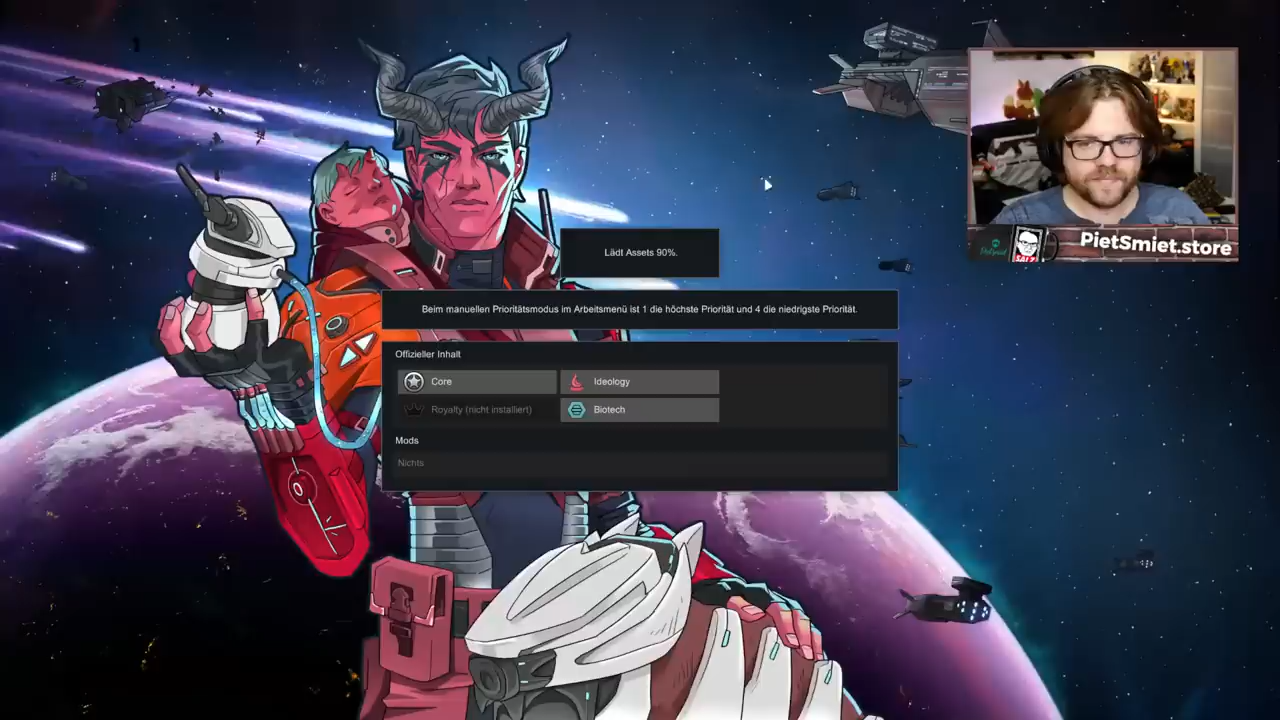 PietSmiet.store
SALZ
Lädt Assets 90%.
Beim manuellen Prioritätsmodus im Arbeitsmenü ist 1 die höchste Priorität und 4 die niedrigste Priorität.
Offizieller Inhalt
Core
Ideology
Royalty (nicht installiert)
Biotech
Mods
Nichts